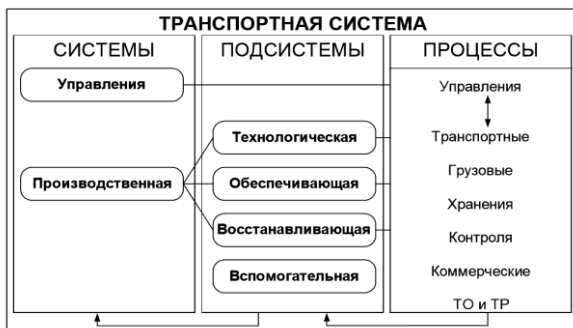 ТРАНСПОРТНАЯ СИСТЕМА
СИСТЕМЫ
Управления
Производственная
ПОДСИСТЕМЫ
Технологическая
Обеспечивающая
Восстанавливающая
Вспомогательная
ПРОЦЕССЫ
Управления
Транспортные
Грузовые
Хранения
Контроля
Коммерческие
ТО и ТР